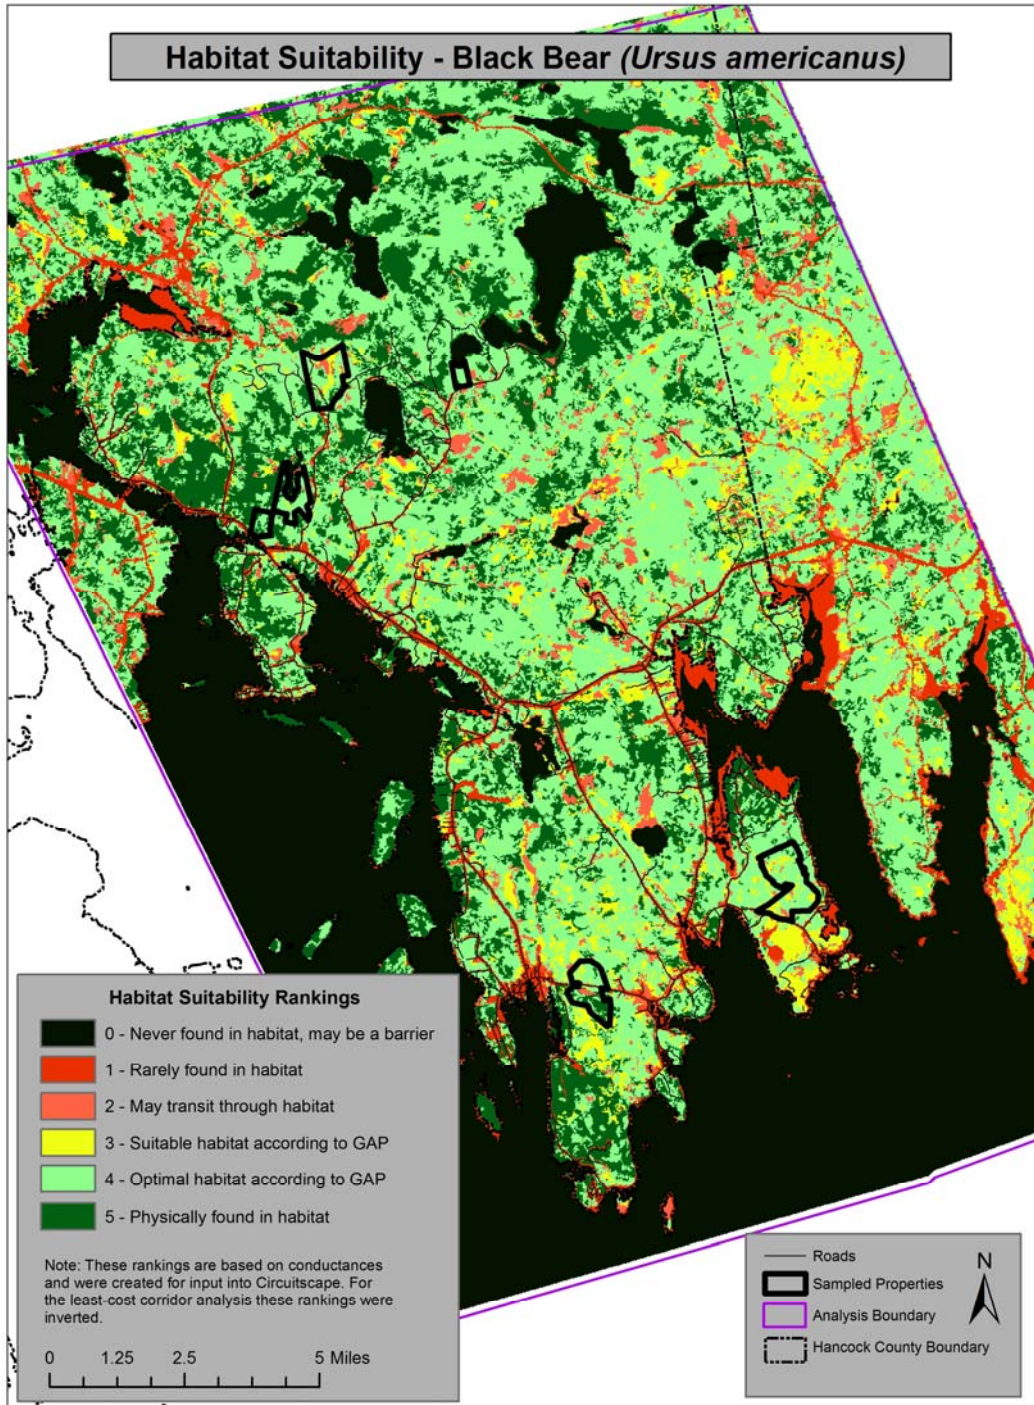 Habitat Suitability - Black Bear (Ursus americanus)
Habitat Suitability Rankings
0 - Never found in habitat, may be a barrier
1 - Rarely found in habitat
2 - May transit through habitat
3 - Suitable habitat according to GAP
4 - Optimal habitat according to GAP
5 - Physically found in habitat
Note: These rankings are based on conductances
and were created for input into Circuitscape. For
the least-cost corridor analysis these rankings were
inverted.
0 1.25 2.5 5 Miles
Roads
Sampled Properties
Analysis Boundary
Hancock County Boundary
N